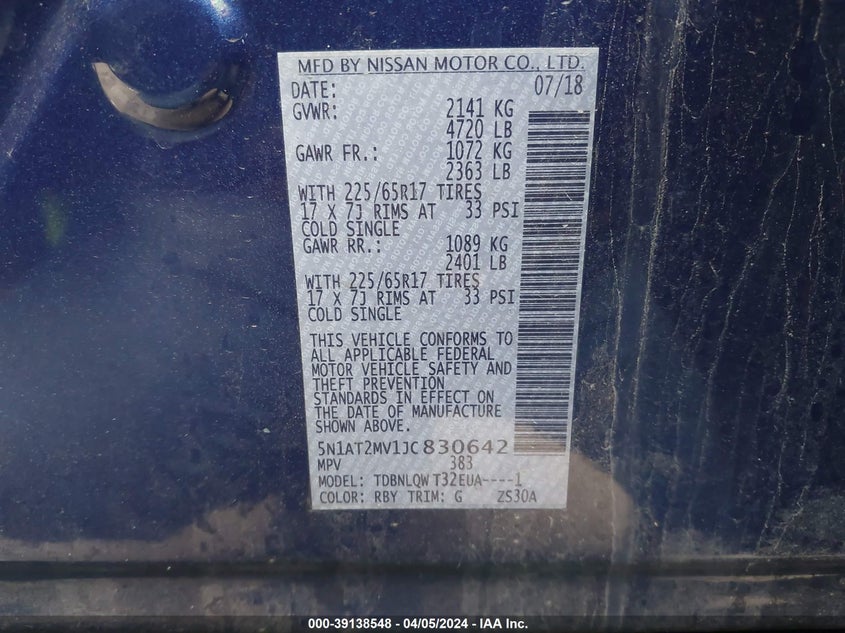 MFD BY NISSAN MOTOR CO., LTD.
DATE: 07/18
GVWR: 2141 KG
4720 LB
GAWR FR.: 1072 KG
2363 LB
WITH 225/65R17 TIRES
17 X 7J RIMS AT 33 PSI
COLD SINGLE
GAWR RR.: 1089 KG
2401 LB
WITH 225/65R17 TIRES
17 X 7J RIMS AT 33 PSI
COLD SINGLE
THIS VEHICLE CONFORMS TO
ALL APPLICABLE FEDERAL
MOTOR VEHICLE SAFETY AND
THEFT PREVENTION
STANDARDS IN EFFECT ON
THE DATE OF MANUFACTURE
SHOWN ABOVE.
5N1AT2MV1JC830642
MPV 383
MODEL: TDBNLQW T32EUA----1
COLOR: RBY TRIM: G ZS30A
000-39138548 - 04/05/2024 - IAA Inc.